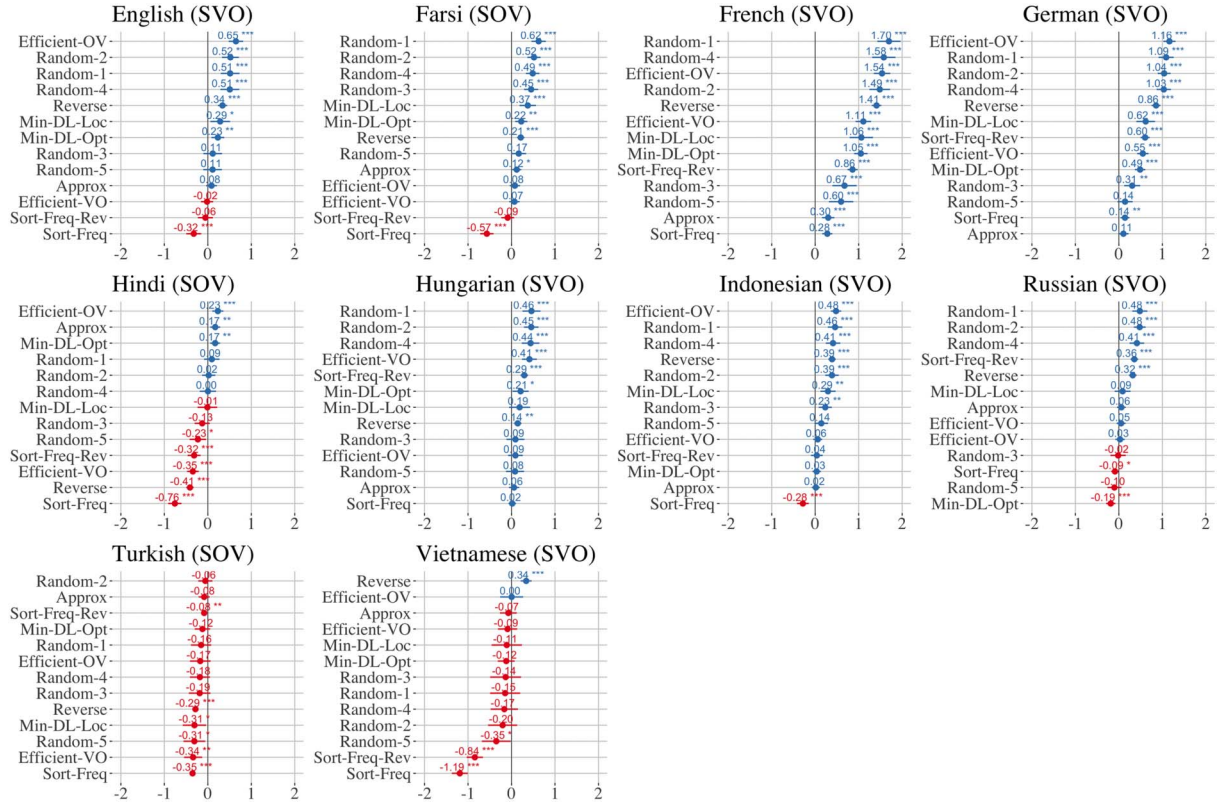 English (SVO)
Efficient-OV 0.65 ***
Random-2 0.52 ***
Random-1 0.51 ***
Random-4 0.51 ***
Reverse 0.34 ***
Min-DL-Loc 0.29 *
Min-DL-Opt 0.23 **
Random-3 0.11
Random-5 0.11
Approx 0.08
Efficient-VO -0.02
Sort-Freq-Rev -0.06
Sort-Freq -0.32 ***
-2 -1 0 1 2
Farsi (SOV)
Random-1 0.62 ***
Random-2 0.52 ***
Random-4 0.49 ***
Random-3 0.45 ***
Min-DL-Loc 0.37 ***
Min-DL-Opt 0.22 **
Reverse 0.21 ***
Random-5 0.17
Approx 0.12 *
Efficient-OV 0.08
Efficient-VO 0.07
Sort-Freq-Rev -0.09
Sort-Freq -0.57 ***
-2 -1 0 1 2
French (SVO)
Random-1 1.70 ***
Random-4 1.58 ***
Efficient-OV 1.54 ***
Random-2 1.49 ***
Reverse 1.41 ***
Efficient-VO 1.11 ***
Min-DL-Loc 1.06 ***
Min-DL-Opt 1.05 ***
Sort-Freq-Rev 0.86 ***
Random-3 0.67 ***
Random-5 0.60 ***
Approx 0.30 ***
Sort-Freq 0.28 ***
-2 -1 0 1 2
German (SVO)
Efficient-OV 1.16 ***
Random-1 1.09 ***
Random-2 1.04 ***
Random-4 1.03 ***
Reverse 0.86 ***
Min-DL-Loc 0.62 ***
Sort-Freq-Rev 0.60 ***
Efficient-VO 0.55 ***
Min-DL-Opt 0.49 ***
Random-3 0.31 **
Random-5 0.14
Sort-Freq 0.14 **
Approx 0.11
-2 -1 0 1 2
Hindi (SOV)
Efficient-OV 0.23 ***
Approx 0.17 **
Min-DL-Opt 0.17 **
Random-1 0.09
Random-2 0.02
Random-4 0.00
Min-DL-Loc -0.01
Random-3 -0.13
Random-5 -0.23 *
Sort-Freq-Rev -0.32 ***
Efficient-VO -0.35 ***
Reverse -0.41 ***
Sort-Freq -0.76 ***
-2 -1 0 1 2
Hungarian (SVO)
Random-1 0.46 ***
Random-2 0.45 ***
Random-4 0.44 ***
Efficient-VO 0.41 ***
Sort-Freq-Rev 0.29 ***
Min-DL-Opt 0.21 *
Min-DL-Loc 0.19
Reverse 0.14 **
Random-3 0.09
Efficient-OV 0.09
Random-5 0.08
Approx 0.06
Sort-Freq 0.02
-2 -1 0 1 2
Indonesian (SVO)
Efficient-OV 0.48 ***
Random-1 0.46 ***
Random-4 0.41 ***
Reverse 0.39 ***
Random-2 0.39 ***
Min-DL-Loc 0.29 **
Random-3 0.23 **
Random-5 0.14
Efficient-VO 0.06
Sort-Freq-Rev 0.04
Min-DL-Opt 0.03
Approx 0.02
Sort-Freq -0.28 ***
-2 -1 0 1 2
Russian (SVO)
Random-1 0.48 ***
Random-2 0.48 ***
Random-4 0.41 ***
Sort-Freq-Rev 0.36 ***
Reverse 0.32 ***
Min-DL-Loc 0.09
Approx 0.06
Efficient-VO 0.05
Efficient-OV 0.03
Random-3 -0.02
Sort-Freq -0.09 *
Random-5 -0.10
Min-DL-Opt -0.19 ***
-2 -1 0 1 2
Turkish (SOV)
Random-2 -0.06
Approx -0.08
Sort-Freq-Rev -0.08 **
Min-DL-Opt -0.12
Random-1 -0.16
Efficient-OV -0.17
Random-4 -0.18
Random-3 -0.19
Reverse -0.29 ***
Min-DL-Loc -0.31 *
Random-5 -0.31 *
Efficient-VO -0.34 **
Sort-Freq -0.35 ***
-2 -1 0 1 2
Vietnamese (SVO)
Reverse 0.34 ***
Efficient-OV 0.00
Approx -0.07
Efficient-VO -0.09
Min-DL-Loc -0.11
Min-DL-Opt -0.12
Random-3 -0.14
Random-1 -0.15
Random-4 -0.17
Random-2 -0.20
Random-5 -0.35 *
Sort-Freq-Rev -0.84 ***
Sort-Freq -1.19 ***
-2 -1 0 1 2